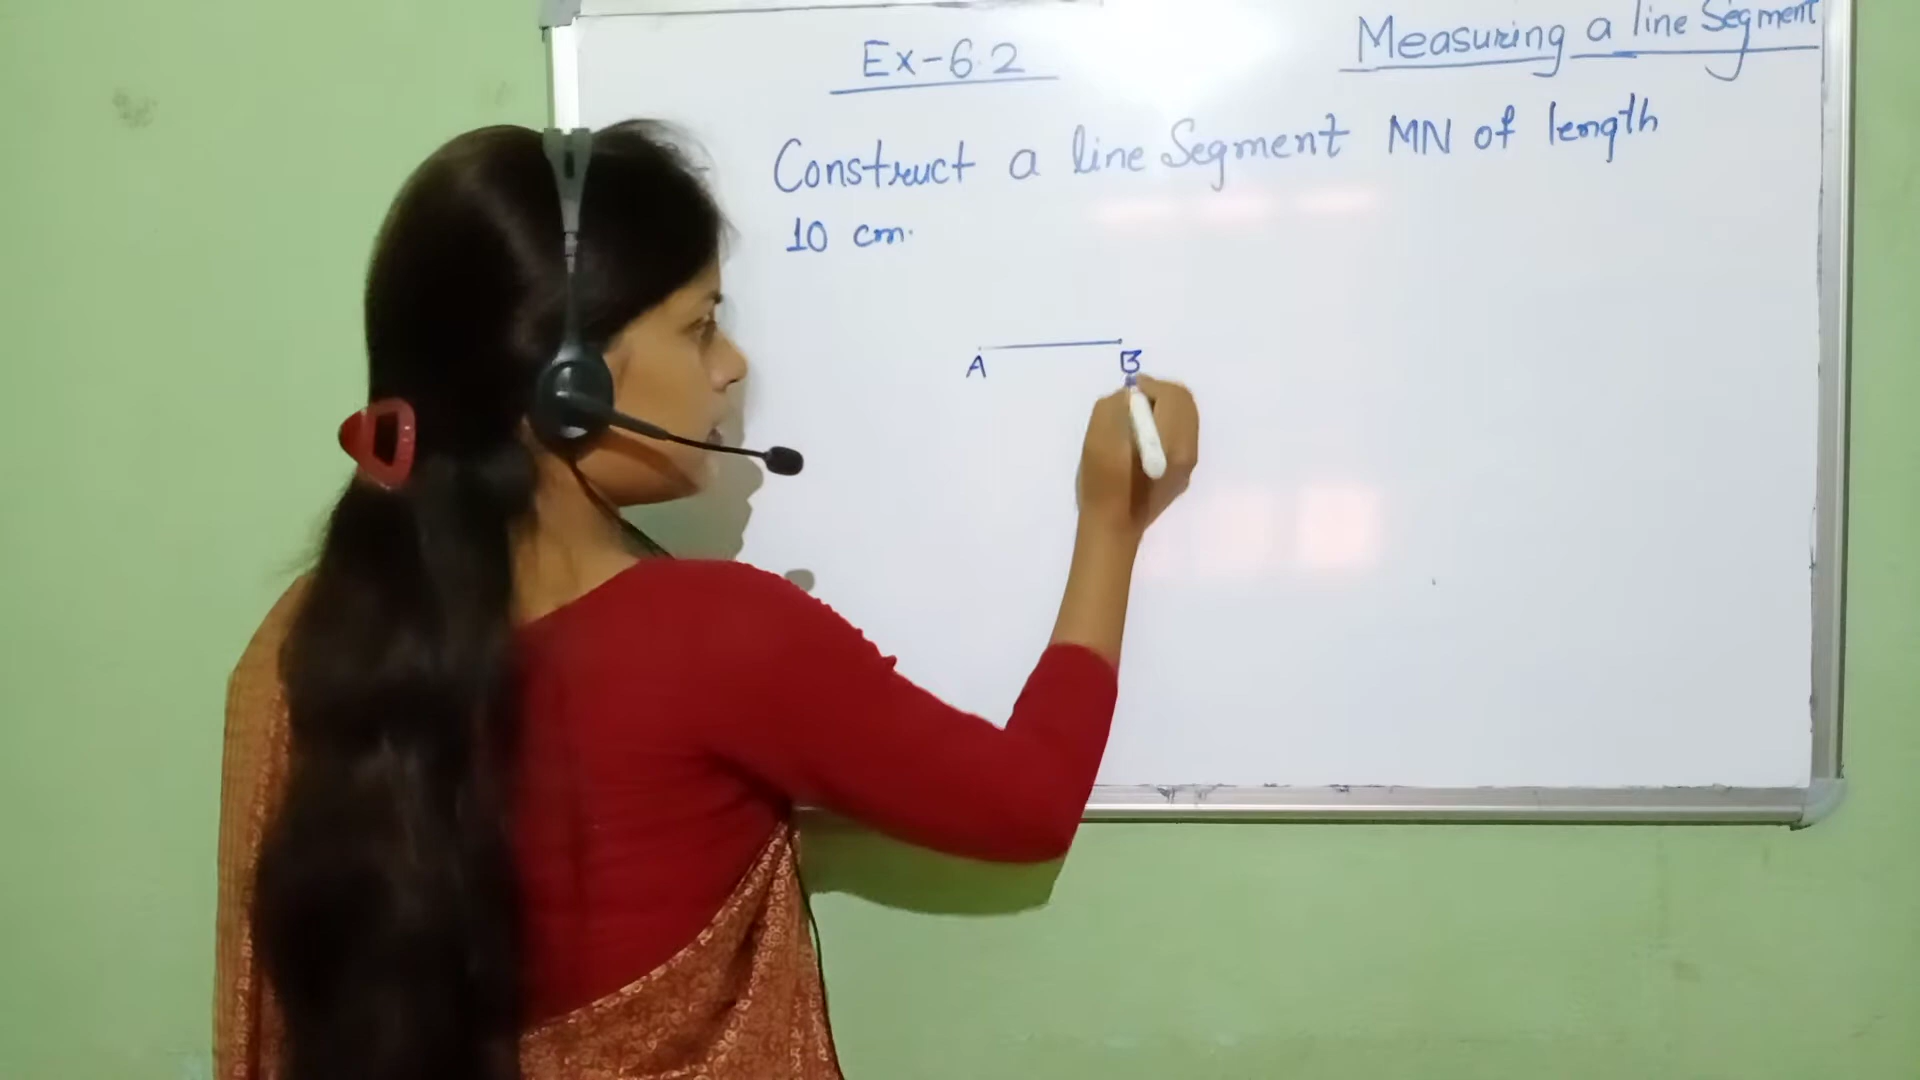 Ex-6.2
Measuring a line Segment
Construct a line Segment MN of length
10 cm.
A B